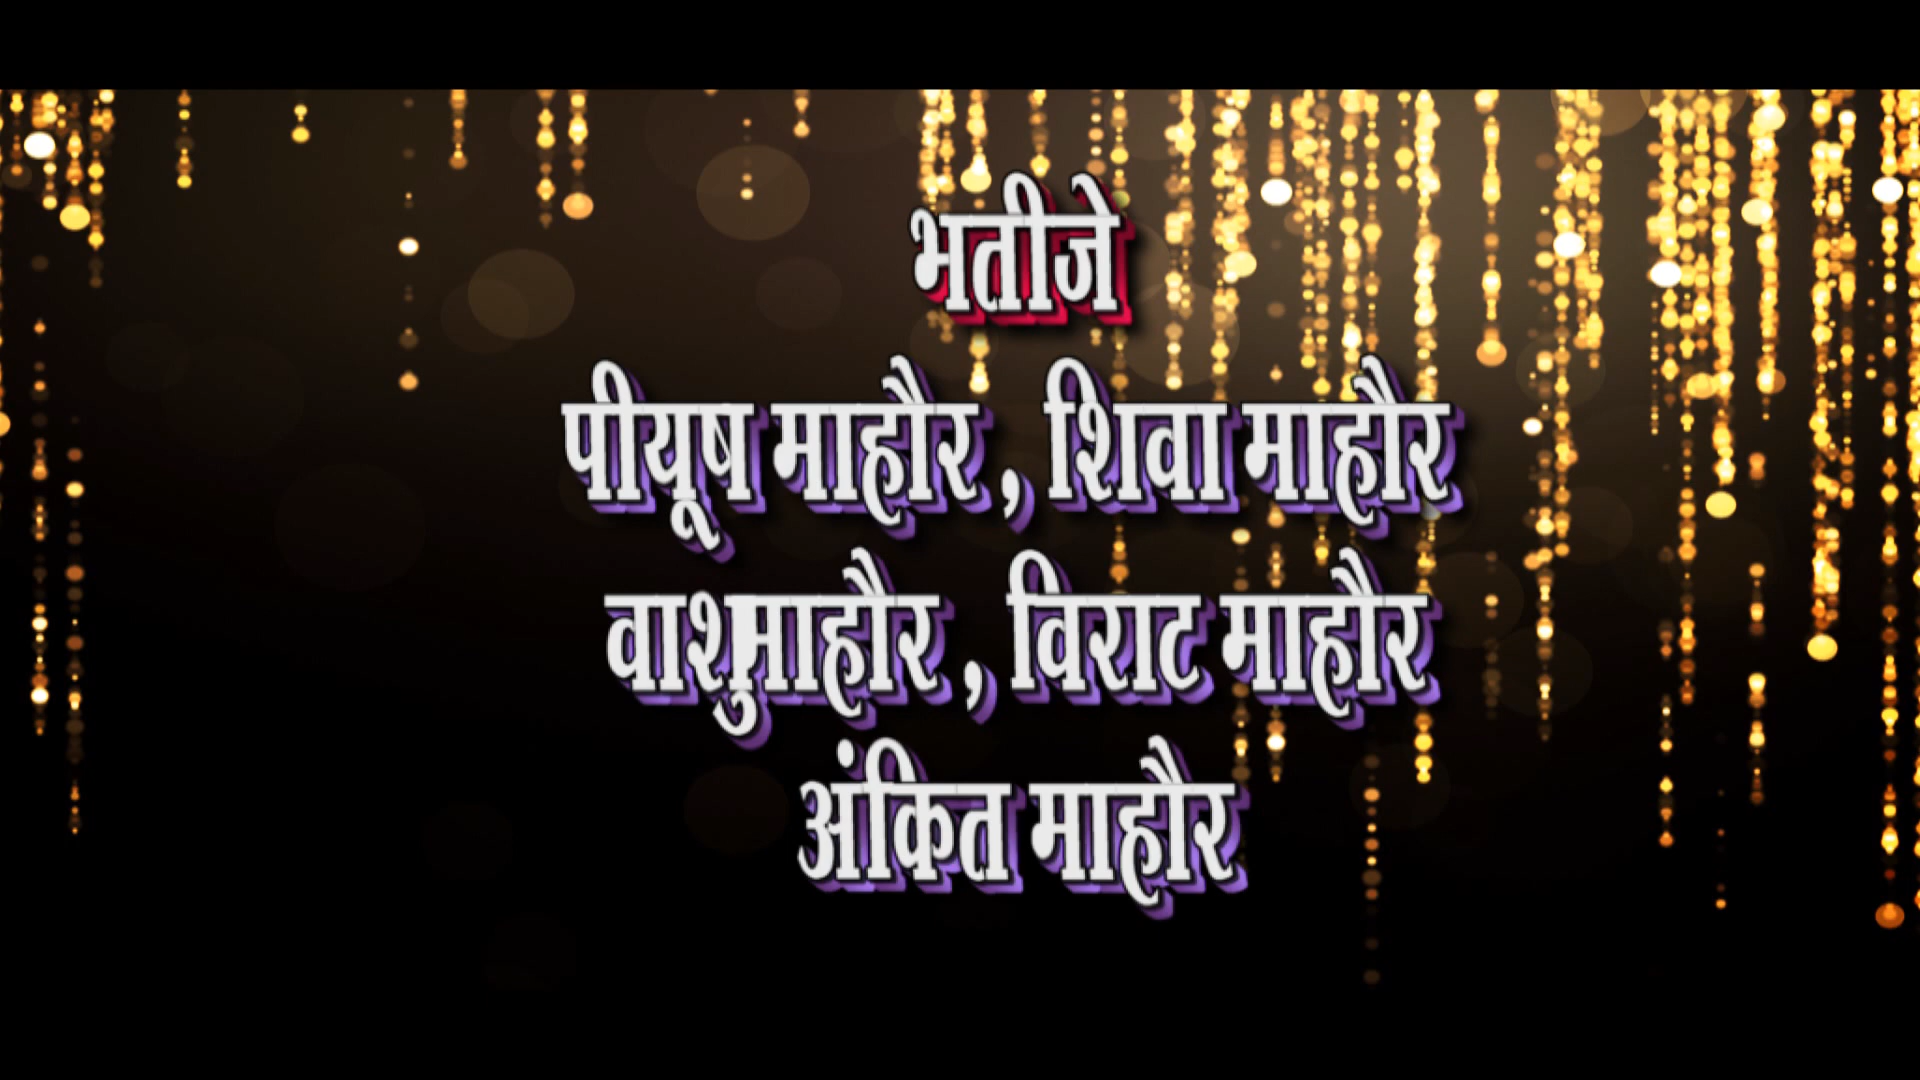 भतीजे
पीयूष माहौर , शिवा माहौर
वाशु माहौर , विराट माहौर
अंकित माहौर